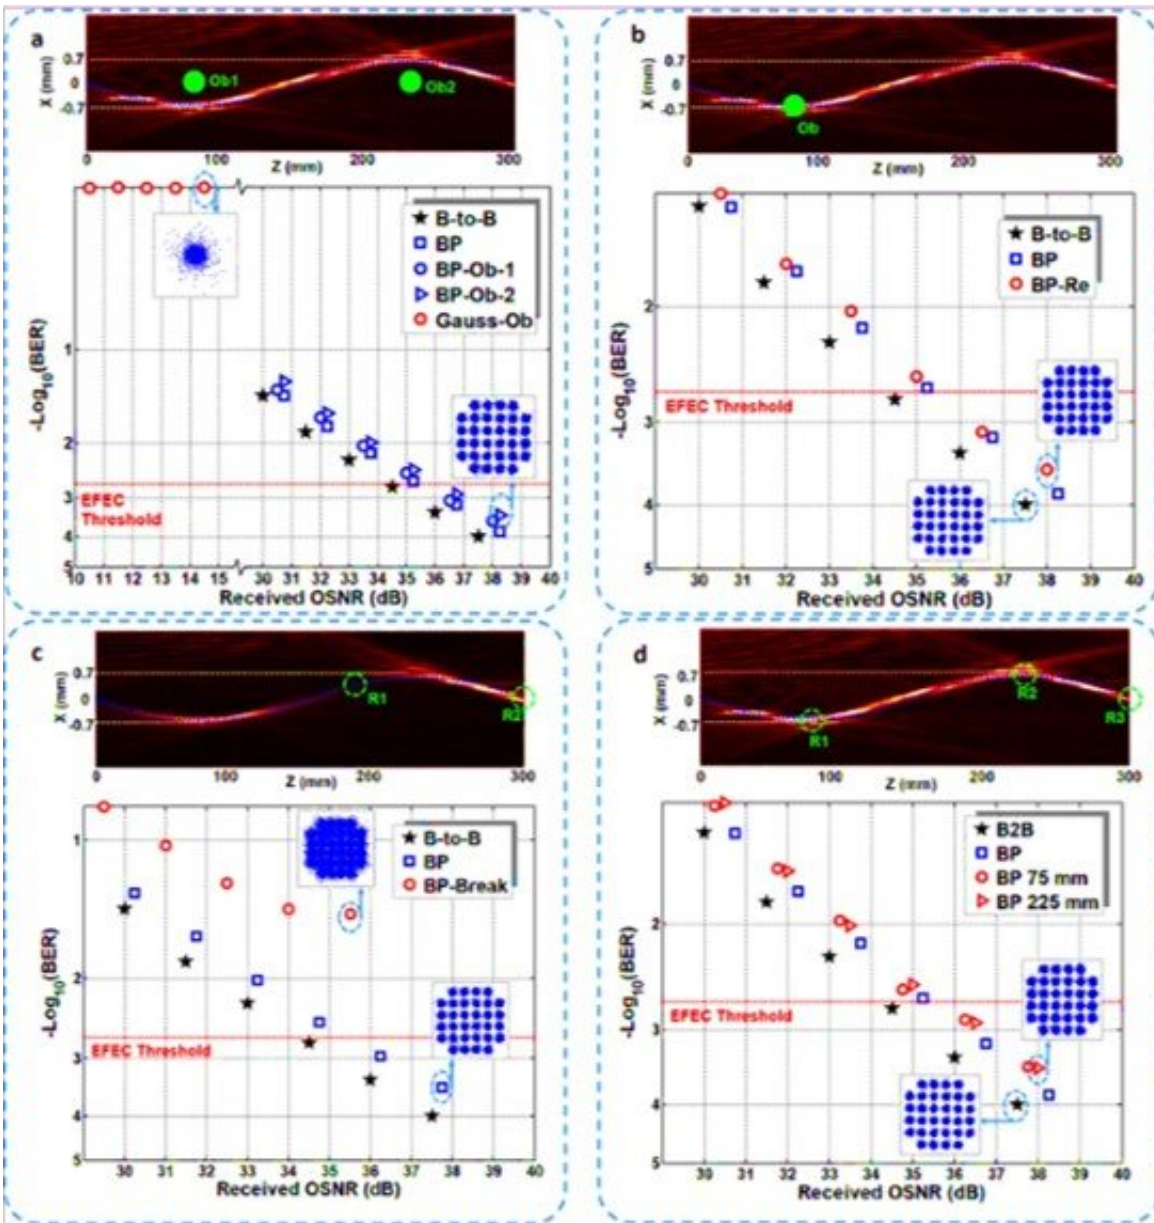 a
X (mm)
0.7
0
-0.7
Ob1
Ob2
0
100
200
300
Z (mm)
B-to-B
BP
BP-Ob-1
BP-Ob-2
Gauss-Ob
-Log10(BER)
1
2
3
4
5
EFEC
Threshold
10 11 12 13 14 15 30 31 32 33 34 35 36 37 38 39 40
Received OSNR (dB)
b
X (mm)
0.7
0
-0.7
Ob
0
100
200
300
Z (mm)
B-to-B
BP
BP-Re
-Log10(BER)
2
3
4
5
EFEC Threshold
30 32 34 36 38 40
Received OSNR (dB)
c
X (mm)
0.7
0
-0.7
R1
R2
0
100
200
300
Z (mm)
B-to-B
BP
BP-Break
-Log10(BER)
1
2
3
4
5
EFEC Threshold
30 31 32 33 34 35 36 37 38 39 40
Received OSNR (dB)
d
X (mm)
0.7
0
-0.7
R1
R2
R3
0
100
200
300
Z (mm)
B2B
BP
BP 75 mm
BP 225 mm
-Log10(BER)
2
3
4
5
EFEC Threshold
30 31 32 33 34 35 36 37 38 39 40
Received OSNR (dB)